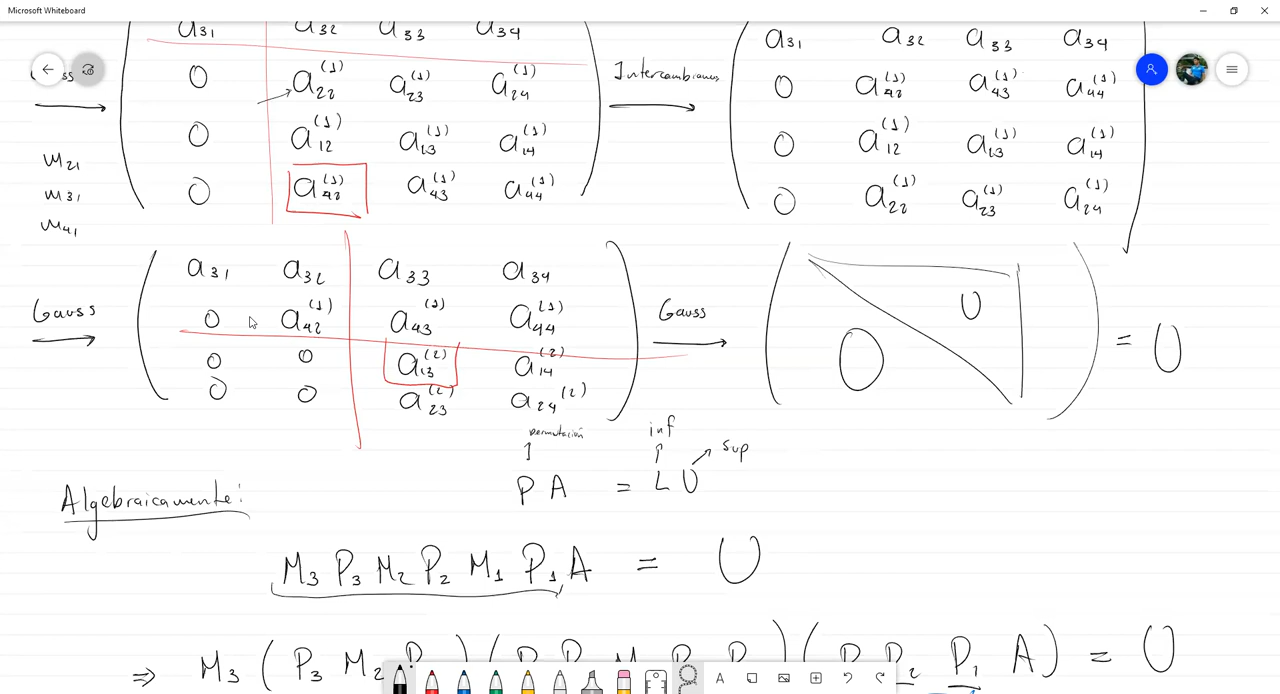 Microsoft Whiteboard
a31 a32 a33 a34
0 a22^(1) a23^(1) a24^(1)
0 a12^(1) a13^(1) a14^(1)
0 a42^(1) a43^(1) a44^(1)
m21
m31
m41
Intercambiamos
a31 a32 a33 a34
0 a42^(1) a43^(1) a44^(1)
0 a12^(1) a13^(1) a14^(1)
0 a22^(1) a23^(1) a24^(1)
Gauss
a31 a32 a33 a34
0 a42^(1) a43^(1) a44^(1)
0 0 a13^(2) a14^(2)
0 0 a23^(2) a24^(2)
Gauss
U
0 = U
permutación inf sup
P A = L U
Algebraicamente:
M3 P3 M2 P2 M1 P1 A = U
⇒ M3 ( P3 M2 P ) ( P P M P P ) ( P P2 P1 A ) = U
A